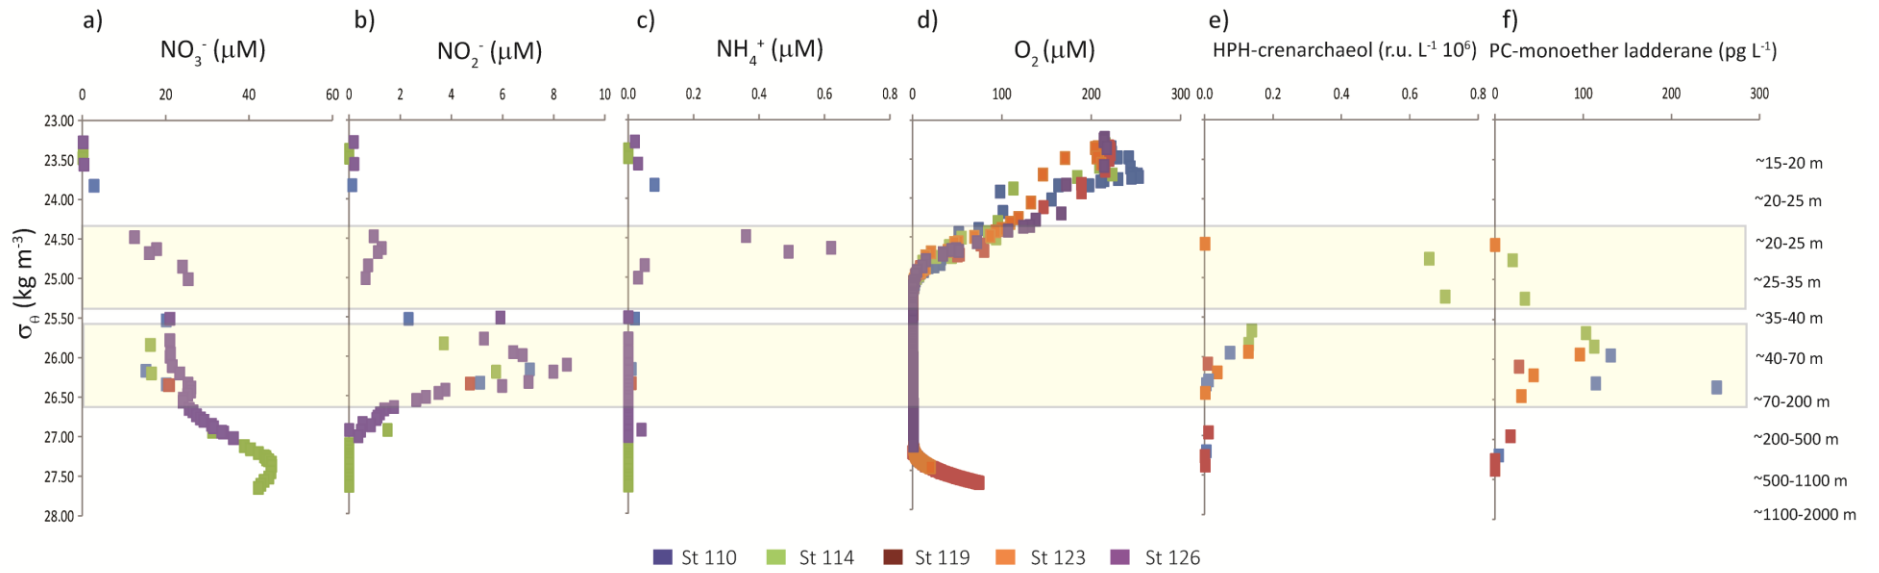 a) b) c) d) e) f)
NO₃⁻ (µM) NO₂⁻ (µM) NH₄⁺ (µM) O₂ (µM) HPH-crenarchaeol (r.u. L⁻¹ 10⁶) PC-monoether ladderane (pg L⁻¹)
0 20 40 60 0 2 4 6 8 10 0.0 0.2 0.4 0.6 0.8 0 100 200 300 0.0 0.2 0.4 0.6 0.8 0 100 200 300
23.00
23.50 ~15-20 m
24.00 ~20-25 m
24.50 ~20-25 m
25.00 ~25-35 m
25.50 ~35-40 m
26.00 ~40-70 m
26.50 ~70-200 m
27.00 ~200-500 m
27.50 ~500-1100 m
28.00 ~1100-2000 m
σθ (kg m⁻³)
St 110 St 114 St 119 St 123 St 126